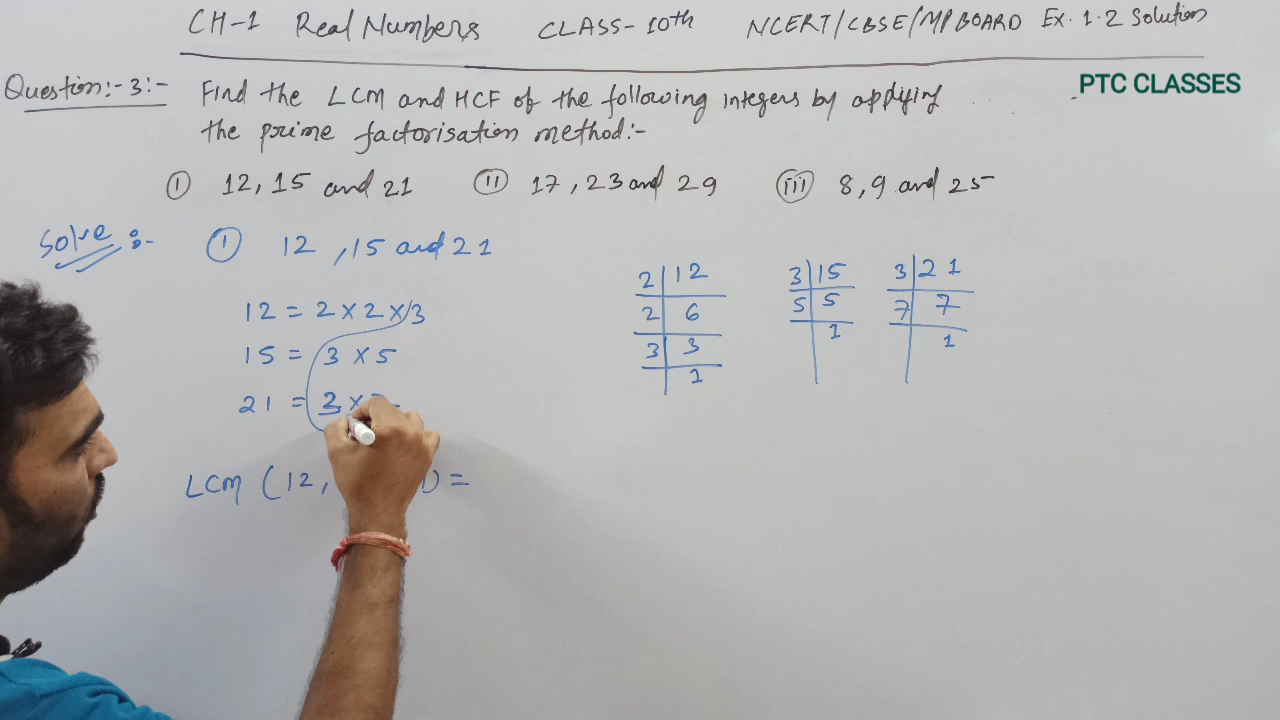 CH-1 Real Numbers CLASS-10th NCERT/CBSE/MP BOARD Ex. 1.2 Solution
PTC CLASSES
Question:-3:- Find the LCM and HCF of the following integers by applying
the prime factorisation method:-
(i) 12, 15 and 21 (ii) 17, 23 and 29 (iii) 8, 9 and 25
Solve:- (i) 12, 15 and 21
12 = 2 × 2 × 3
15 = 3 × 5
21 = 3 ×
LCM (12, 1) =
2 | 12
2 | 6
3 | 3
1
3 | 15
5 | 5
1
3 | 21
7 | 7
1